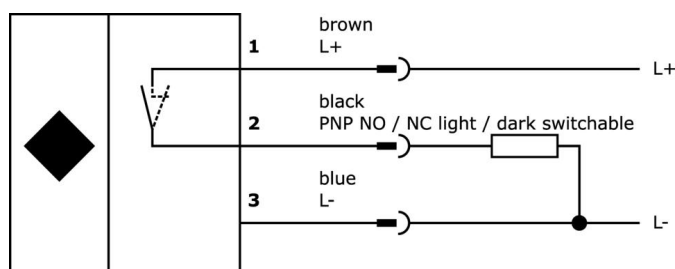 brown
1 L+
L+
black
2 PNP NO / NC light / dark switchable
blue
3 L-
L-